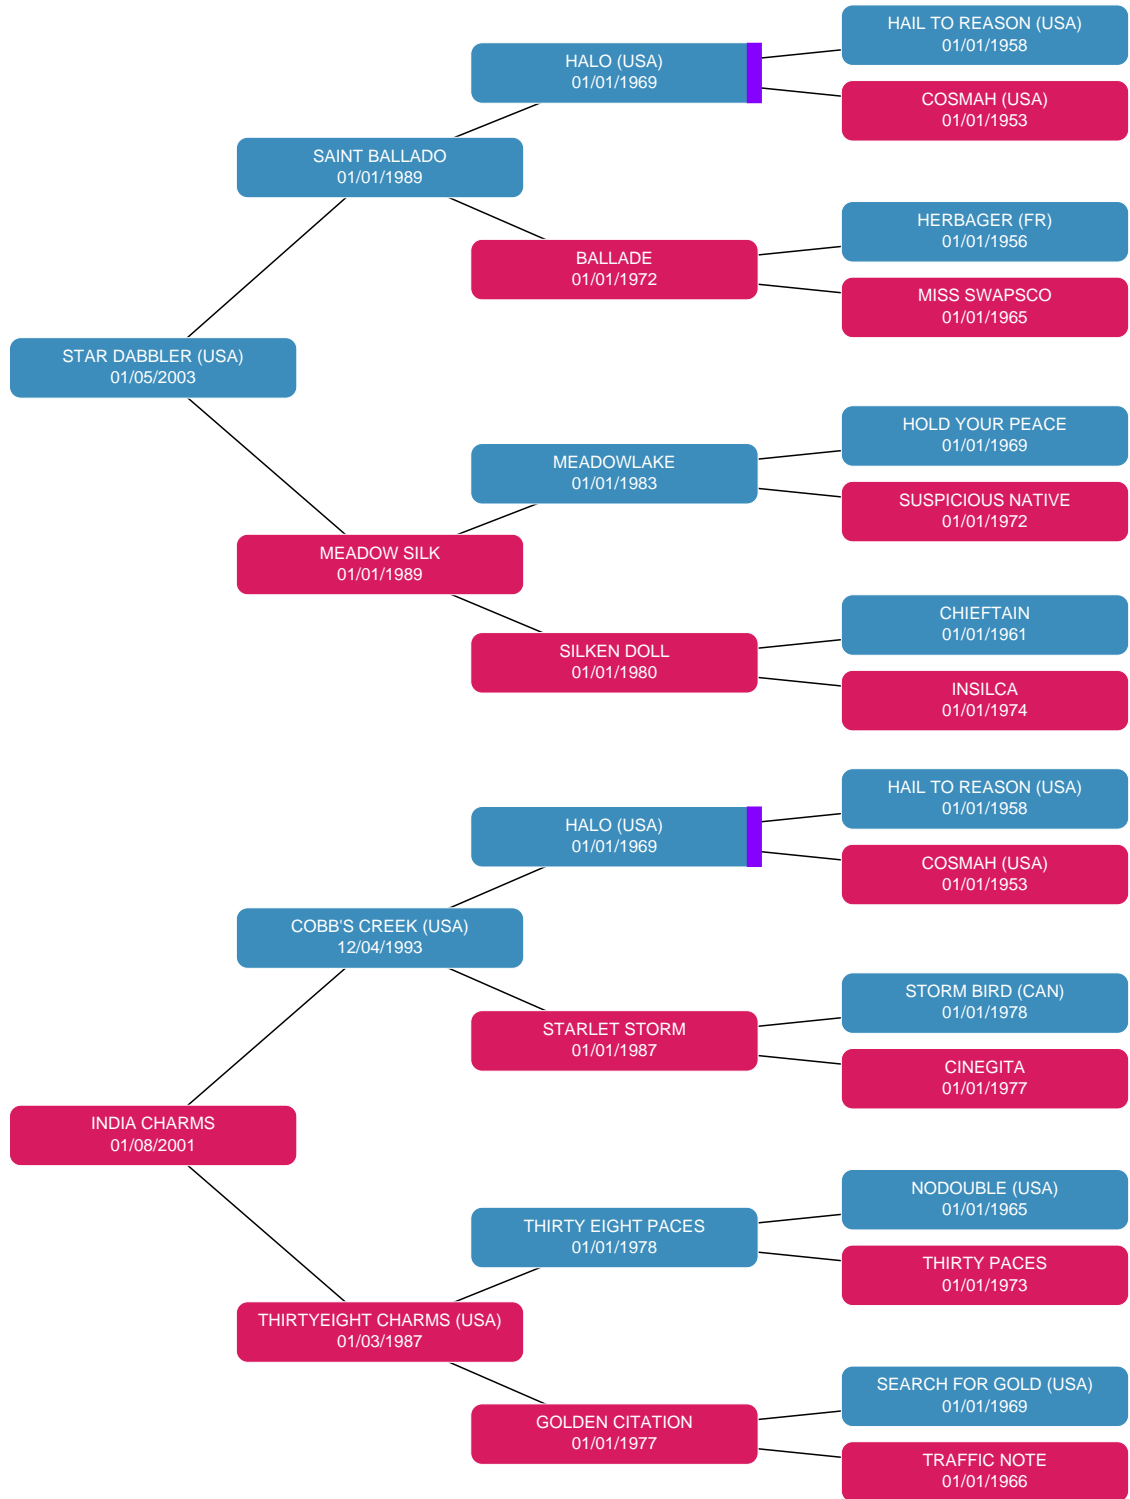 HAIL TO REASON (USA)
01/01/1958
HALO (USA)
01/01/1969
COSMAH (USA)
01/01/1953
SAINT BALLADO
01/01/1989
HERBAGER (FR)
01/01/1956
BALLADE
01/01/1972
MISS SWAPSCO
01/01/1965
STAR DABBLER (USA)
01/05/2003
HOLD YOUR PEACE
01/01/1969
MEADOWLAKE
01/01/1983
SUSPICIOUS NATIVE
01/01/1972
MEADOW SILK
01/01/1989
CHIEFTAIN
01/01/1961
SILKEN DOLL
01/01/1980
INSILCA
01/01/1974
HAIL TO REASON (USA)
01/01/1958
HALO (USA)
01/01/1969
COSMAH (USA)
01/01/1953
COBB'S CREEK (USA)
12/04/1993
STORM BIRD (CAN)
01/01/1978
STARLET STORM
01/01/1987
CINEGITA
01/01/1977
INDIA CHARMS
01/08/2001
NODOUBLE (USA)
01/01/1965
THIRTY EIGHT PACES
01/01/1978
THIRTY PACES
01/01/1973
THIRTYEIGHT CHARMS (USA)
01/03/1987
SEARCH FOR GOLD (USA)
01/01/1969
GOLDEN CITATION
01/01/1977
TRAFFIC NOTE
01/01/1966